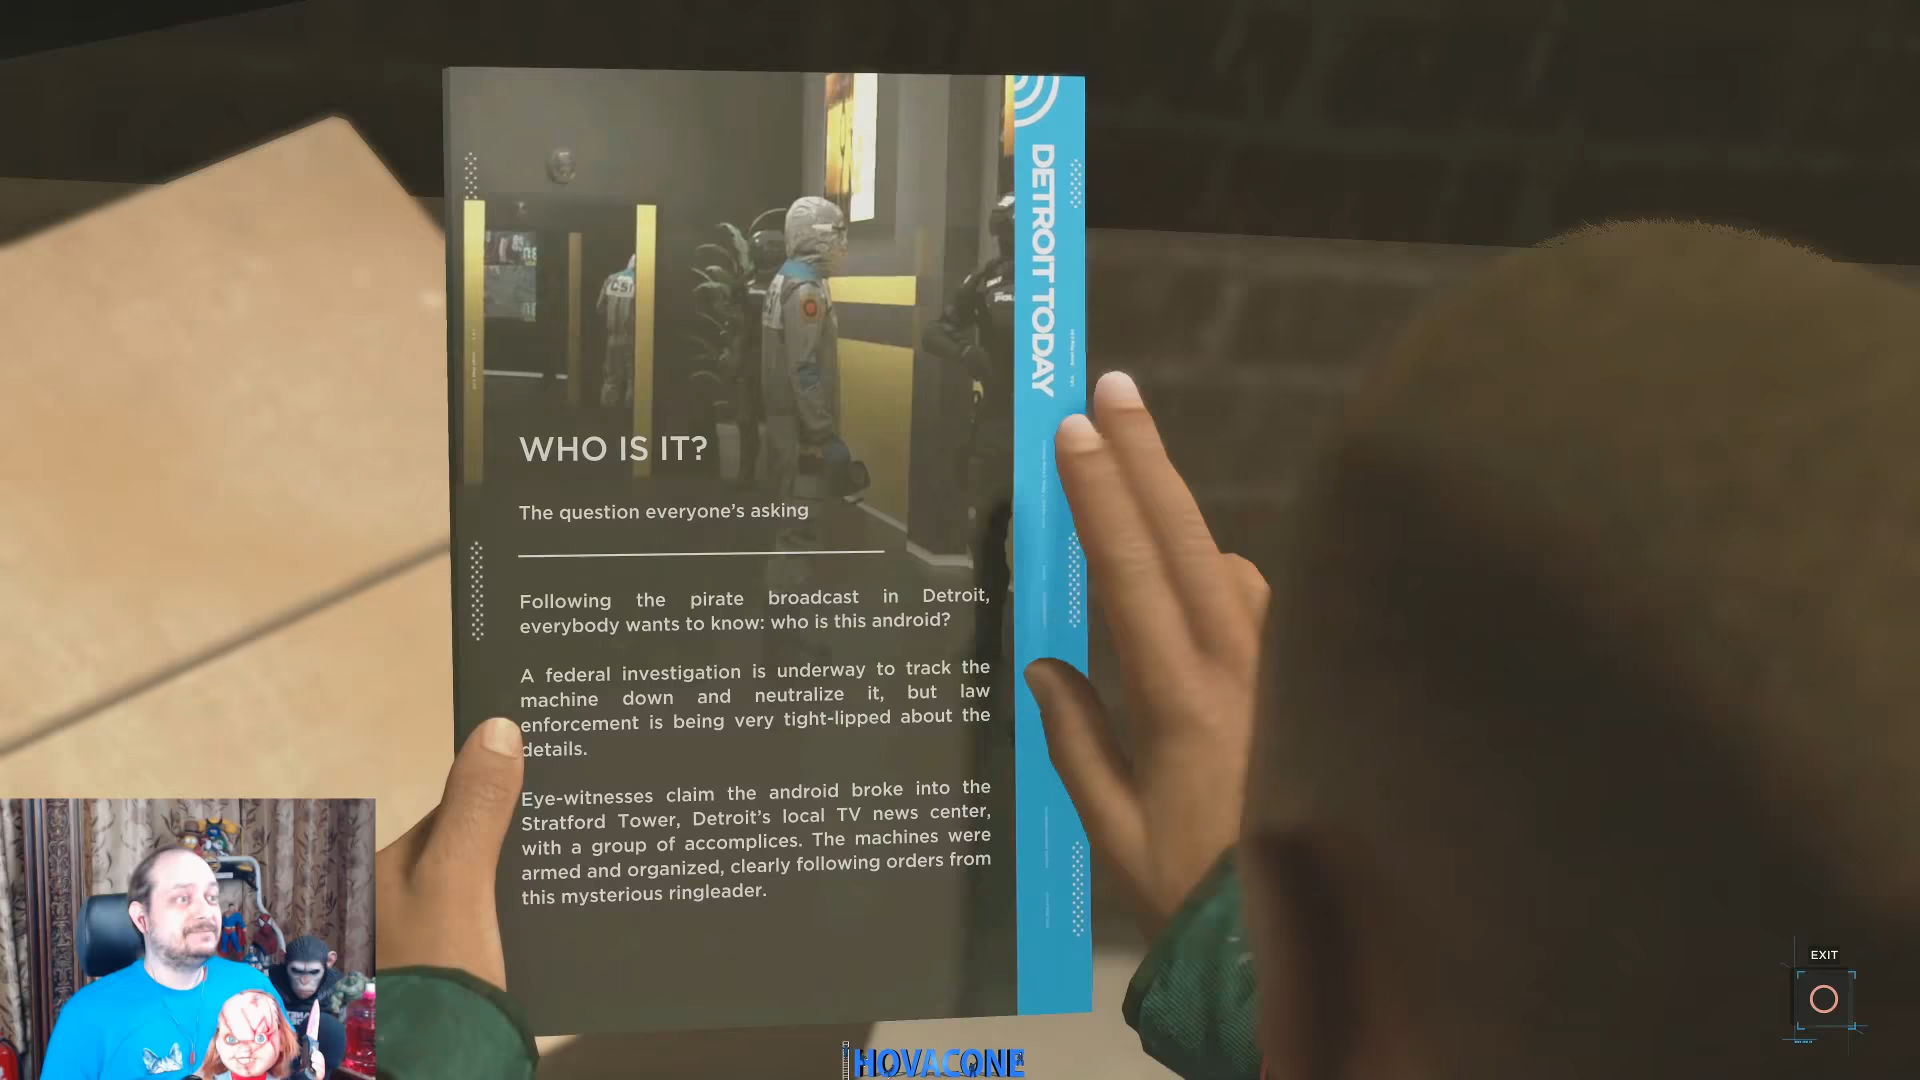 DETROIT TODAY
CSI
WHO IS IT?
The question everyone's asking
Following the pirate broadcast in Detroit,
everybody wants to know: who is this android?
A federal investigation is underway to track the
machine down and neutralize it, but law
enforcement is being very tight-lipped about the
details.
Eye-witnesses claim the android broke into the
Stratford Tower, Detroit's local TV news center,
with a group of accomplices. The machines were
armed and organized, clearly following orders from
this mysterious ringleader.
EXIT
HOVACONE